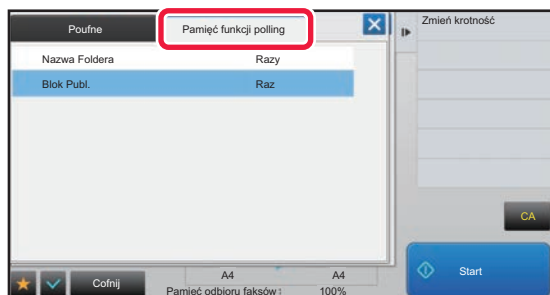 Poufne
Pamięć funkcji polling
Zmień krotność
Nazwa Foldera Razy
Blok Publ. Raz
CA
Cofnij
A4 A4
Pamięć odbioru faksów: 100%
Start